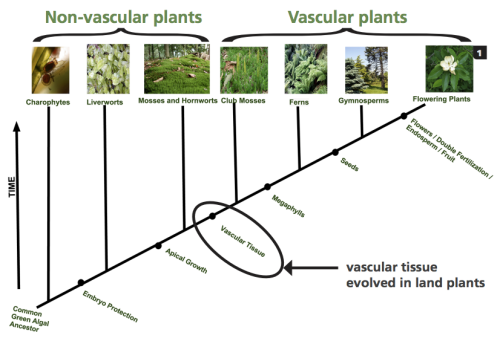 Non-vascular plants
Vascular plants
1
Charophytes
Liverworts
Mosses and Hornworts
Club Mosses
Ferns
Gymnosperms
Flowering Plants
TIME
Flowers / Double Fertilization /
Endosperm / Fruit
Seeds
Megaphylls
Vascular Tissue
Apical Growth
Embryo Protection
Common
Green Algal
Ancestor
vascular tissue
evolved in land plants